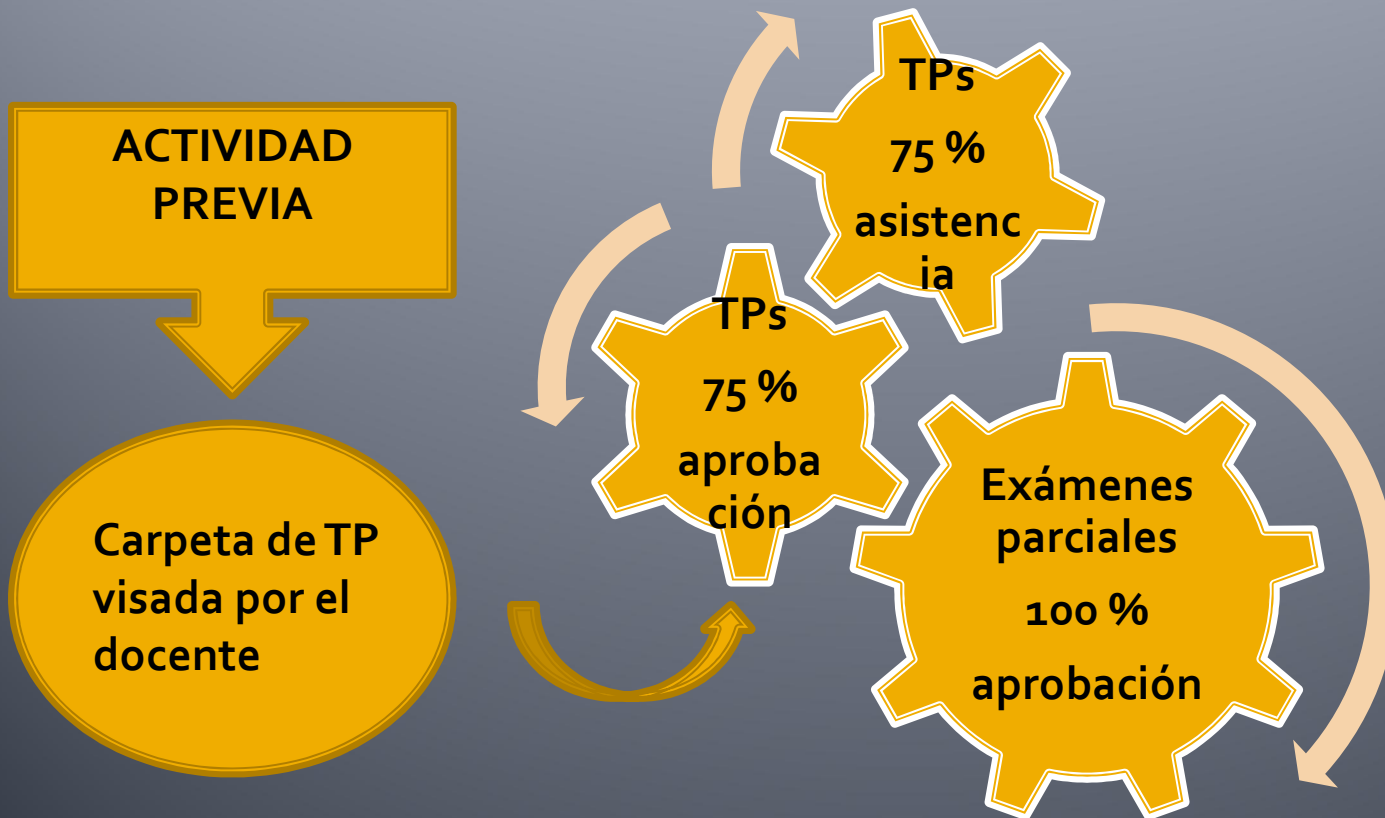 ACTIVIDAD
PREVIA
Carpeta de TP
visada por el
docente
TPs
75 %
asistenc
ia
TPs
75 %
aproba
ción
Exámenes
parciales
100 %
aprobación